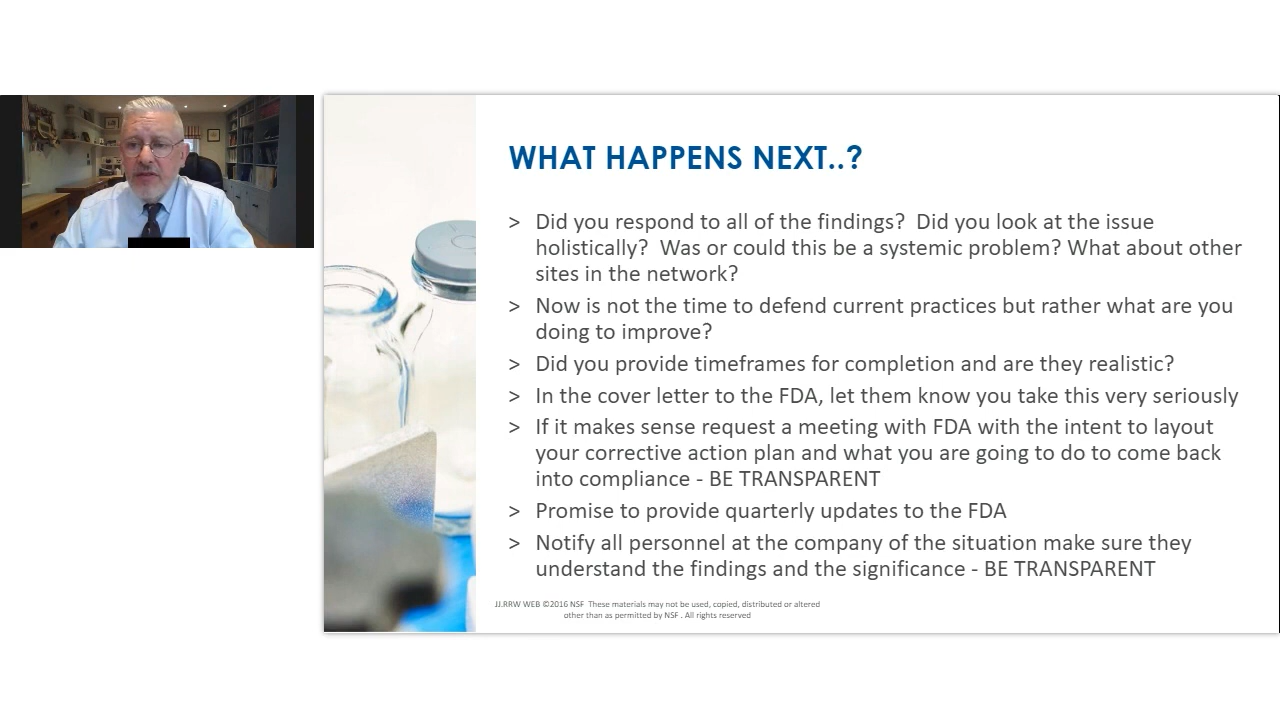 WHAT HAPPENS NEXT..?
> Did you respond to all of the findings?  Did you look at the issue
holistically?  Was or could this be a systemic problem? What about other
sites in the network?
> Now is not the time to defend current practices but rather what are you
doing to improve?
> Did you provide timeframes for completion and are they realistic?
> In the cover letter to the FDA, let them know you take this very seriously
> If it makes sense request a meeting with FDA with the intent to layout
your corrective action plan and what you are going to do to come back
into compliance - BE TRANSPARENT
> Promise to provide quarterly updates to the FDA
> Notify all personnel at the company of the situation make sure they
understand the findings and the significance - BE TRANSPARENT
JJ.RRW WEB ©2016 NSF  These materials may not be used, copied, distributed or altered
other than as permitted by NSF . All rights reserved